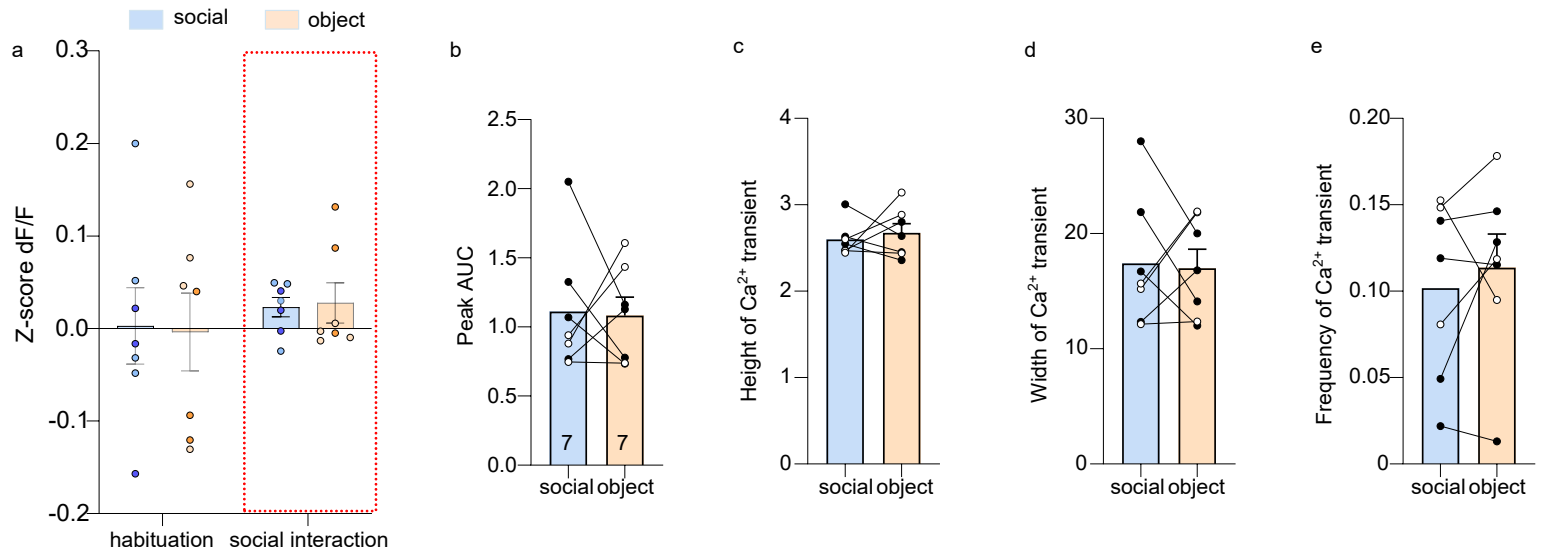 social
object
a
Z-score dF/F
0.3
0.2
0.1
0.0
-0.1
-0.2
habituation
social interaction
b
Peak AUC
2.5
2.0
1.5
1.0
0.5
0.0
7
7
social object
c
Height of Ca²⁺ transient
4
3
2
1
0
social object
d
Width of Ca²⁺ transient
30
20
10
0
social object
e
Frequency of Ca²⁺ transient
0.20
0.15
0.10
0.05
0
social object